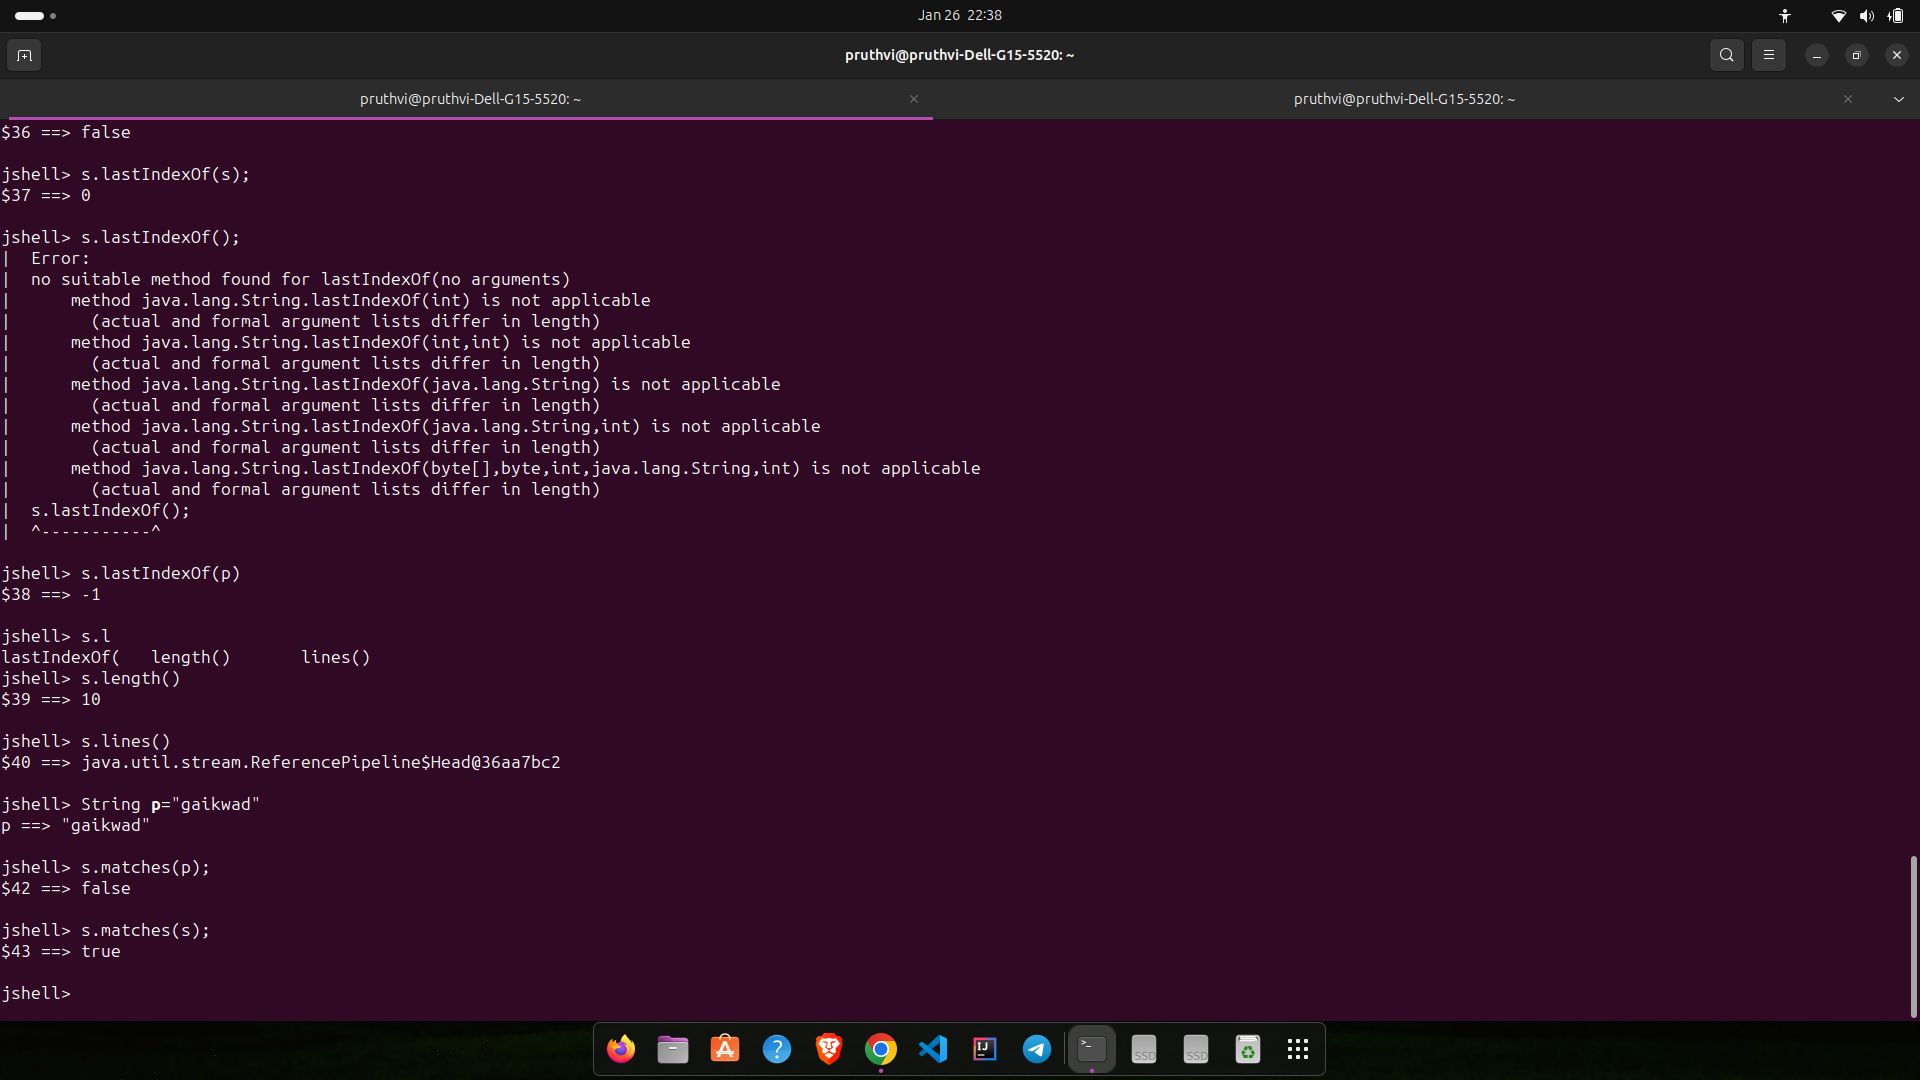 Jan 26 22:38
pruthvi@pruthvi-Dell-G15-5520: ~
pruthvi@pruthvi-Dell-G15-5520: ~
pruthvi@pruthvi-Dell-G15-5520: ~
$36 ==> false
jshell> s.lastIndexOf(s);
$37 ==> 0
jshell> s.lastIndexOf();
|  Error:
|  no suitable method found for lastIndexOf(no arguments)
|      method java.lang.String.lastIndexOf(int) is not applicable
|        (actual and formal argument lists differ in length)
|      method java.lang.String.lastIndexOf(int,int) is not applicable
|        (actual and formal argument lists differ in length)
|      method java.lang.String.lastIndexOf(java.lang.String) is not applicable
|        (actual and formal argument lists differ in length)
|      method java.lang.String.lastIndexOf(java.lang.String,int) is not applicable
|        (actual and formal argument lists differ in length)
|      method java.lang.String.lastIndexOf(byte[],byte,int,java.lang.String,int) is not applicable
|        (actual and formal argument lists differ in length)
|  s.lastIndexOf();
|  ^-----------^
jshell> s.lastIndexOf(p)
$38 ==> -1
jshell> s.l
lastIndexOf(   length()       lines()
jshell> s.length()
$39 ==> 10
jshell> s.lines()
$40 ==> java.util.stream.ReferencePipeline$Head@36aa7bc2
jshell> String p="gaikwad"
p ==> "gaikwad"
jshell> s.matches(p);
$42 ==> false
jshell> s.matches(s);
$43 ==> true
jshell>
IJ
>_
SSD
SSD